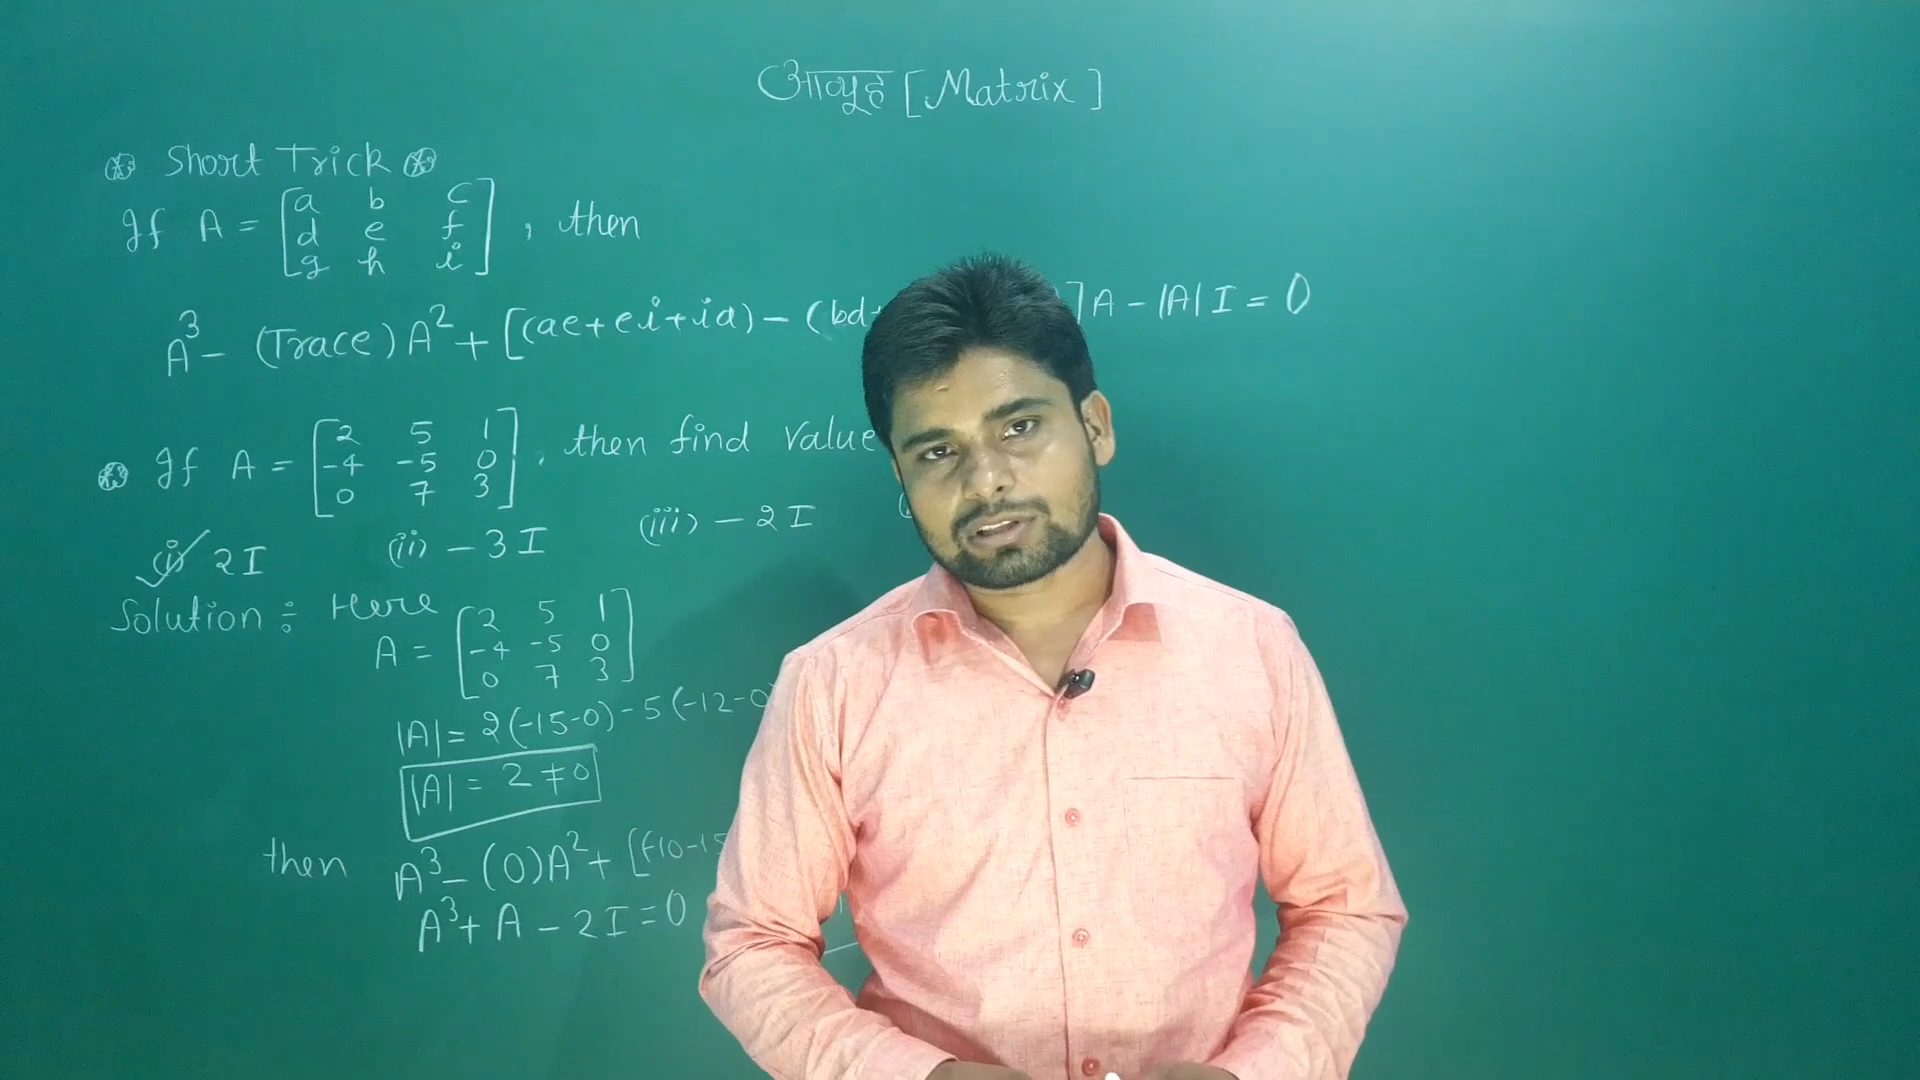 आव्यूह [Matrix]
Short Trick
If A = [a b c
d e f
g h i], then
A³ - (Trace) A² + [(ae+ei+ia) - (bd+ ] A - |A| I = 0
If A = [2 5 1
-4 -5 0
0 7 3], then find value
(i) 2I (ii) -3I (iii) -2I
Solution : Here
A = [2 5 1
-4 -5 0
0 7 3]
|A| = 2(-15-0) - 5(-12-0
|A| = 2 ≠ 0
then A³ - (0)A² + [(-10-15
A³ + A - 2I = 0